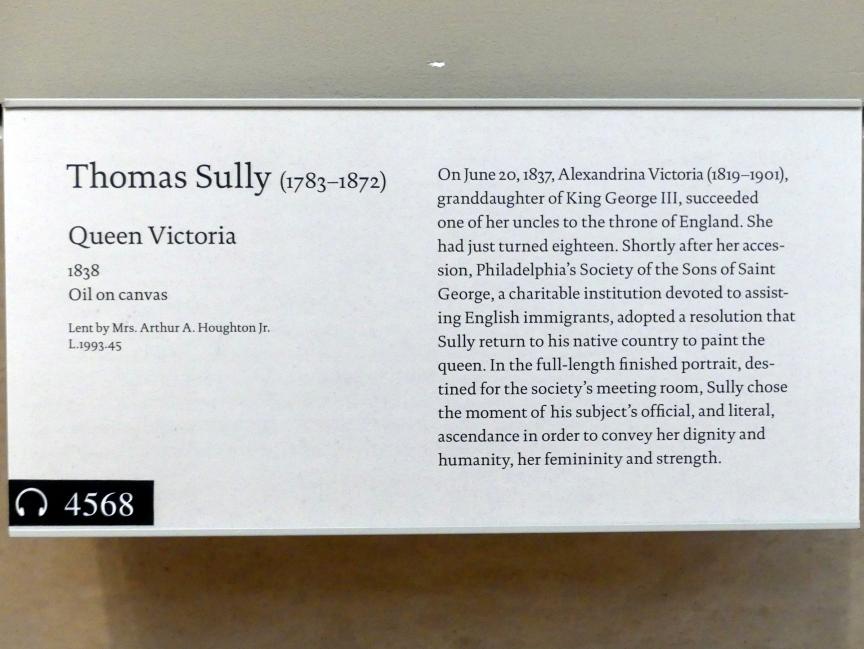 Thomas Sully (1783–1872)
Queen Victoria
1838
Oil on canvas
Lent by Mrs. Arthur A. Houghton Jr.
L.1993.45
On June 20, 1837, Alexandrina Victoria (1819–1901),
granddaughter of King George III, succeeded
one of her uncles to the throne of England. She
had just turned eighteen. Shortly after her acces-
sion, Philadelphia's Society of the Sons of Saint
George, a charitable institution devoted to assist-
ing English immigrants, adopted a resolution that
Sully return to his native country to paint the
queen. In the full-length finished portrait, des-
tined for the society's meeting room, Sully chose
the moment of his subject's official, and literal,
ascendance in order to convey her dignity and
humanity, her femininity and strength.
4568